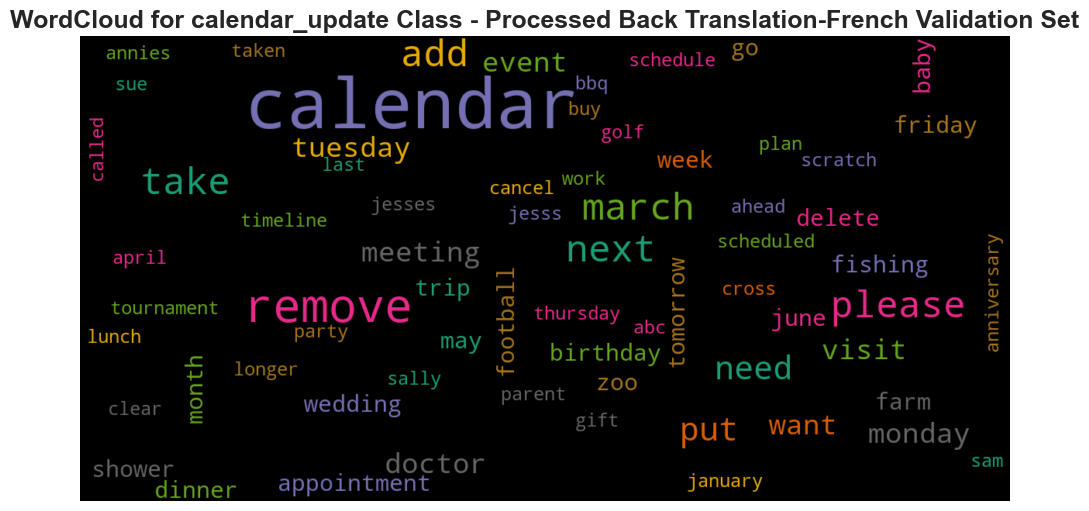 WordCloud for calendar_update Class - Processed Back Translation-French Validation Set
annies taken add event schedule go baby
sue calendar bbq
buy
called tuesday golf plan friday
last week scratch
take cancel work
timeline jesses jesss march ahead delete
april meeting next scheduled fishing anniversary
remove trip football tomorrow cross please
tournament party thursday abc june
lunch may birthday visit
month longer sally zoo need
clear wedding parent gift put want farm
monday
shower doctor sam
dinner appointment january